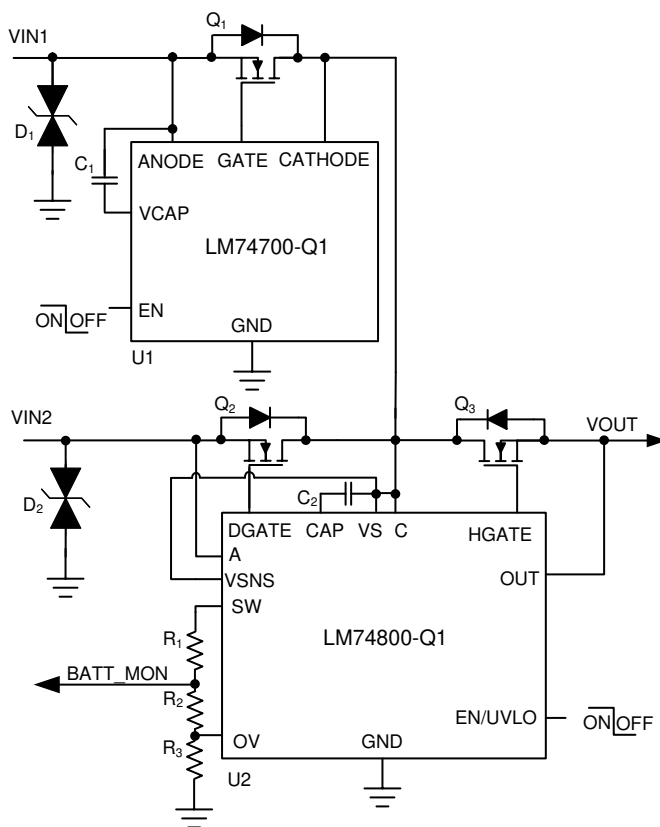 Q1
VIN1
D1
C1
ANODE GATE CATHODE
VCAP
LM74700-Q1
EN
ON OFF
GND
U1
Q2
Q3
VIN2
VOUT
D2
C2
DGATE CAP VS C
HGATE
A
VSNS
OUT
SW
LM74800-Q1
R1
BATT_MON
R2
EN/UVLO
ON OFF
R3
OV
GND
U2